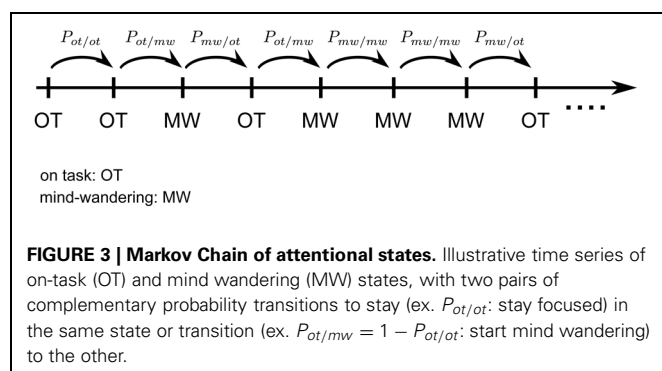 P_{ot/ot} P_{ot/mw} P_{mw/ot} P_{ot/mw} P_{mw/mw} P_{mw/mw} P_{mw/ot}
OT OT MW OT MW MW MW OT ....
on task: OT
mind-wandering: MW
FIGURE 3 | Markov Chain of attentional states. Illustrative time series of
on-task (OT) and mind wandering (MW) states, with two pairs of
complementary probability transitions to stay (ex. P_{ot/ot}: stay focused) in
the same state or transition (ex. P_{ot/mw} = 1 − P_{ot/ot}: start mind wandering)
to the other.